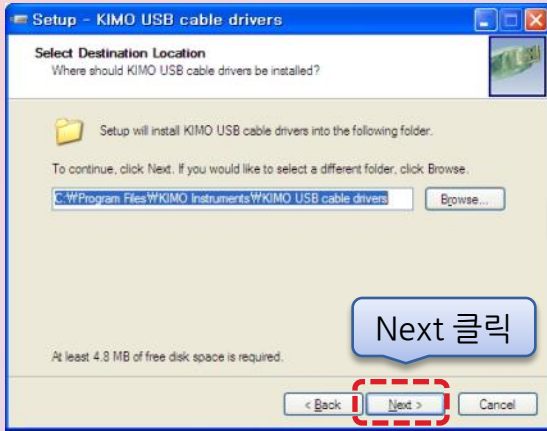 Setup - KIMO USB cable drivers
Select Destination Location
Where should KIMO USB cable drivers be installed?
Setup will install KIMO USB cable drivers into the following folder.
To continue, click Next. If you would like to select a different folder, click Browse.
C:₩Program Files₩KIMO Instruments₩KIMO USB cable drivers
Browse...
Next 클릭
At least 4.8 MB of free disk space is required.
< Back
Next >
Cancel